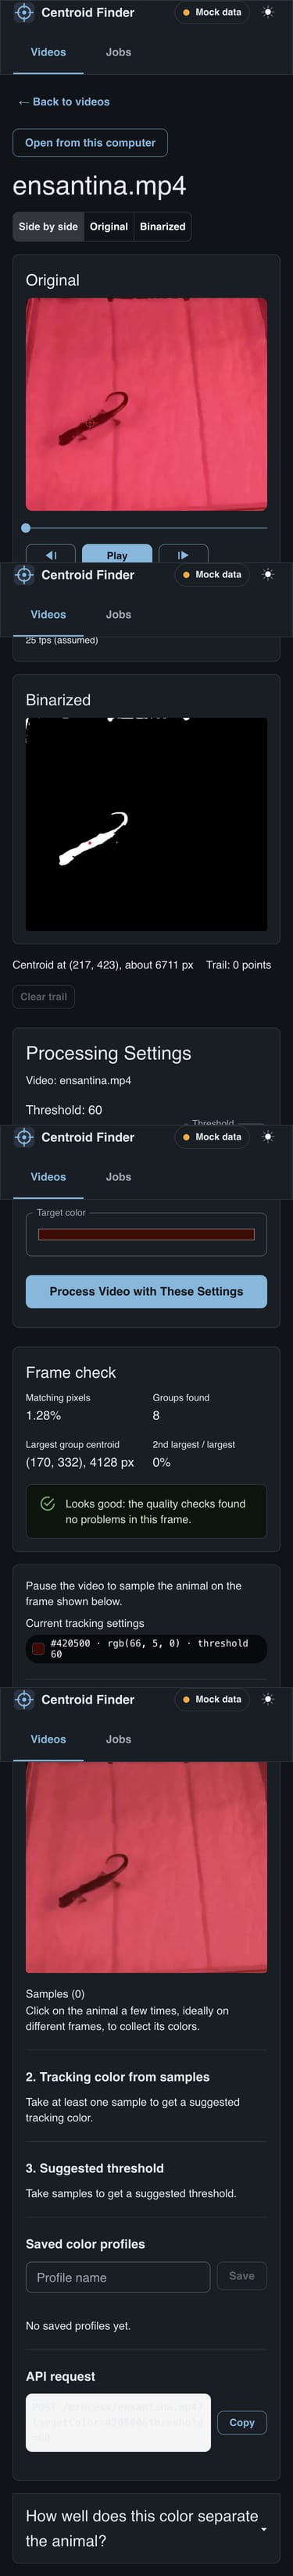 Centroid Finder
Mock data
Videos
Jobs
← Back to videos
Open from this computer
ensantina.mp4
Side by side
Original
Binarized
Original
Play
Centroid Finder
Mock data
Videos
Jobs
25 fps (assumed)
Binarized
Centroid at (217, 423), about 6711 px
Trail: 0 points
Clear trail
Processing Settings
Video: ensantina.mp4
Threshold: 60
Threshold
Centroid Finder
Mock data
Videos
Jobs
Target color
Process Video with These Settings
Frame check
Matching pixels
Groups found
1.28%
8
Largest group centroid
2nd largest / largest
(170, 332), 4128 px
0%
Looks good: the quality checks found
no problems in this frame.
Pause the video to sample the animal on the
frame shown below.
Current tracking settings
#420500 · rgb(66, 5, 0) · threshold
60
Centroid Finder
Mock data
Videos
Jobs
Samples (0)
Click on the animal a few times, ideally on
different frames, to collect its colors.
2. Tracking color from samples
Take at least one sample to get a suggested
tracking color.
3. Suggested threshold
Take samples to get a suggested threshold.
Saved color profiles
Profile name
Save
No saved profiles yet.
API request
Copy
How well does this color separate
the animal?